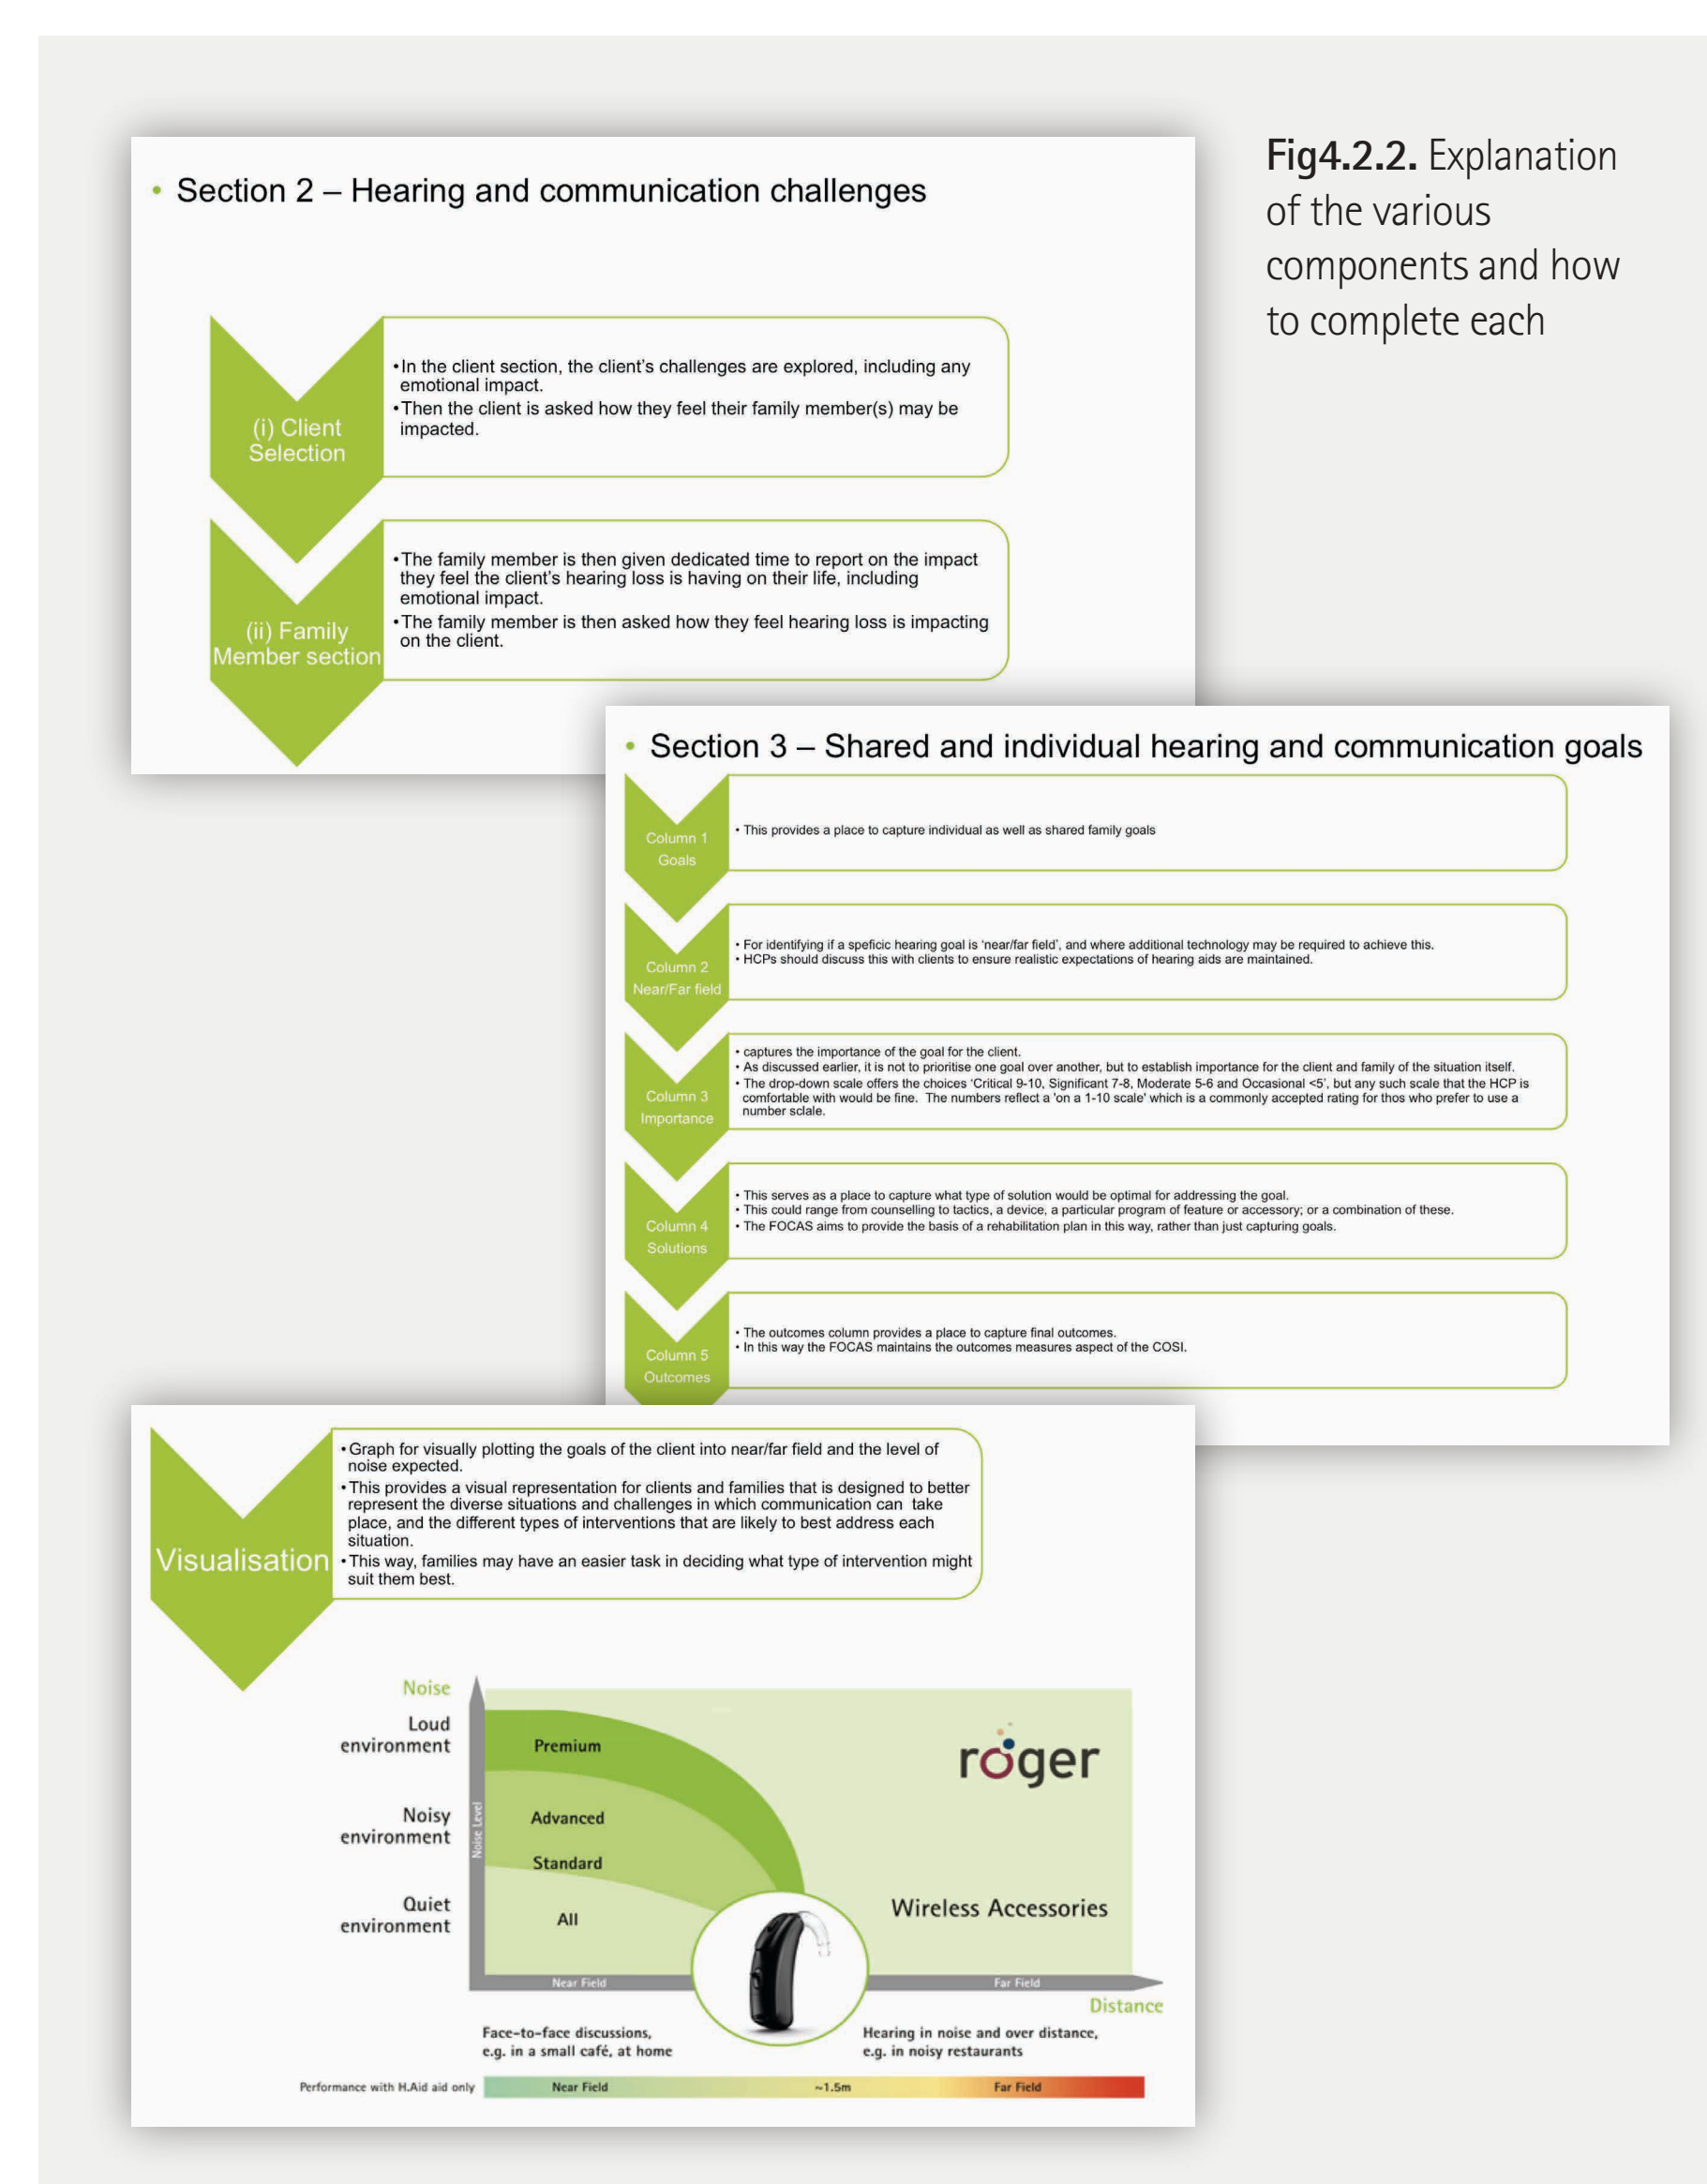 Fig4.2.2. Explanation
of the various
components and how
to complete each
• Section 2 – Hearing and communication challenges
(i) Client
Selection
•In the client section, the client's challenges are explored, including any
emotional impact.
•Then the client is asked how they feel their family member(s) may be
impacted.
(ii) Family
Member section
•The family member is then given dedicated time to report on the impact
they feel the client's hearing loss is having on their life, including
emotional impact.
•The family member is then asked how they feel hearing loss is impacting
on the client.
• Section 3 – Shared and individual hearing and communication goals
Column 1
Goals
• This provides a place to capture individual as well as shared family goals
Column 2
Near/Far field
• For identifying if a speficic hearing goal is 'near/far field', and where additional technology may be required to achieve this.
• HCPs should discuss this with clients to ensure realistic expectations of hearing aids are maintained.
Column 3
Importance
• captures the importance of the goal for the client.
• As discussed earlier, it is not to prioritise one goal over another, but to establish importance for the client and family of the situation itself.
• The drop-down scale offers the choices 'Critical 9-10, Significant 7-8, Moderate 5-6 and Occasional <5', but any such scale that the HCP is
comfortable with would be fine. The numbers reflect a 'on a 1-10 scale' which is a commonly accepted rating for thos who prefer to use a
number sclale.
Column 4
Solutions
• This serves as a place to capture what type of solution would be optimal for addressing the goal.
• This could range from counselling to tactics, a device, a particular program of feature or accessory; or a combination of these.
• The FOCAS aims to provide the basis of a rehabilitation plan in this way, rather than just capturing goals.
Column 5
Outcomes
• The outcomes column provides a place to capture final outcomes.
• In this way the FOCAS maintains the outcomes measures aspect of the COSI.
Visualisation
•Graph for visually plotting the goals of the client into near/far field and the level of
noise expected.
•This provides a visual representation for clients and families that is designed to better
represent the diverse situations and challenges in which communication can take
place, and the different types of interventions that are likely to best address each
situation.
•This way, families may have an easier task in deciding what type of intervention might
suit them best.
Noise
Loud
environment
Noisy
environment
Quiet
environment
Noise Level
Premium
Advanced
Standard
All
roger
Wireless Accessories
Near Field
Far Field
Distance
Face-to-face discussions,
e.g. in a small café, at home
Hearing in noise and over distance,
e.g. in noisy restaurants
Performance with H.Aid aid only
Near Field
~1.5m
Far Field